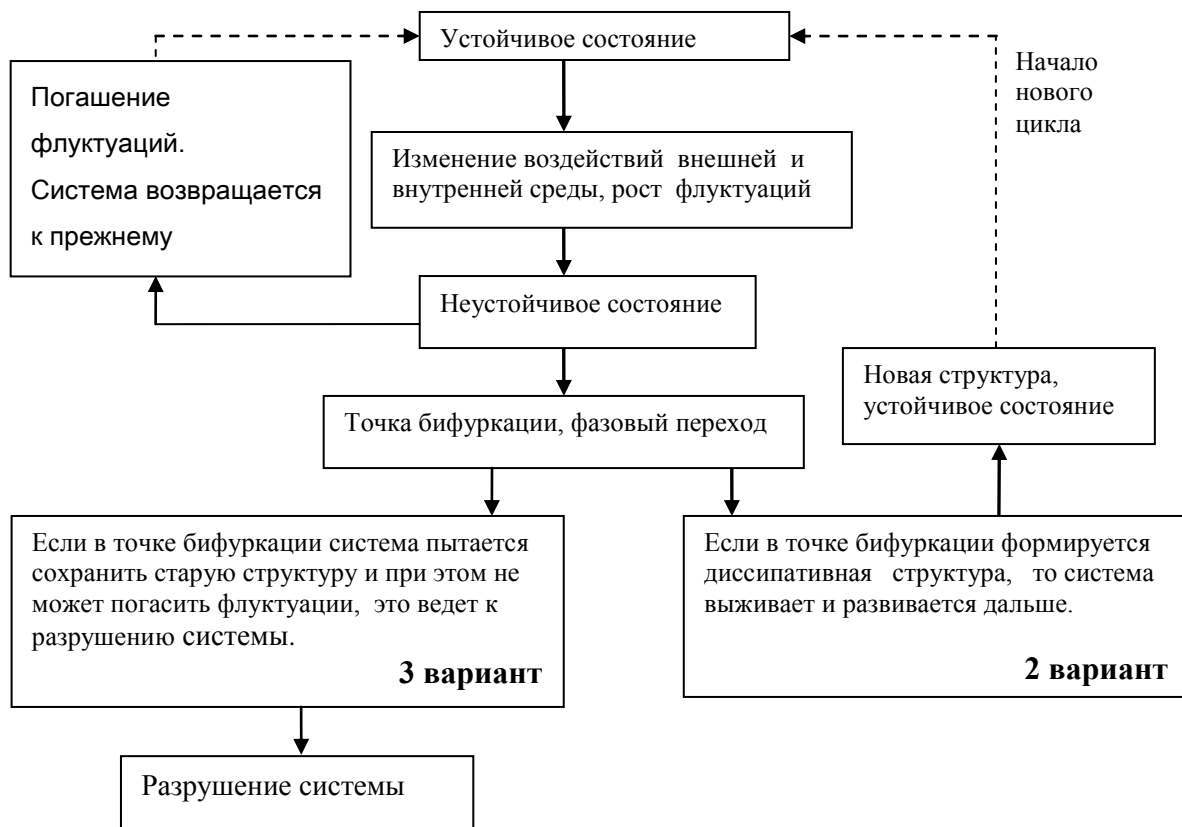 Устойчивое состояние
Погашение
флуктуаций.
Система возвращается
к прежнему
Начало
нового
цикла
Изменение воздействий внешней и
внутренней среды, рост флуктуаций
Неустойчивое состояние
Новая структура,
устойчивое состояние
Точка бифуркации, фазовый переход
Если в точке бифуркации система пытается
сохранить старую структуру и при этом не
может погасить флуктуации, это ведет к
разрушению системы.
3 вариант
Если в точке бифуркации формируется
диссипативная структура, то система
выживает и развивается дальше.
2 вариант
Разрушение системы